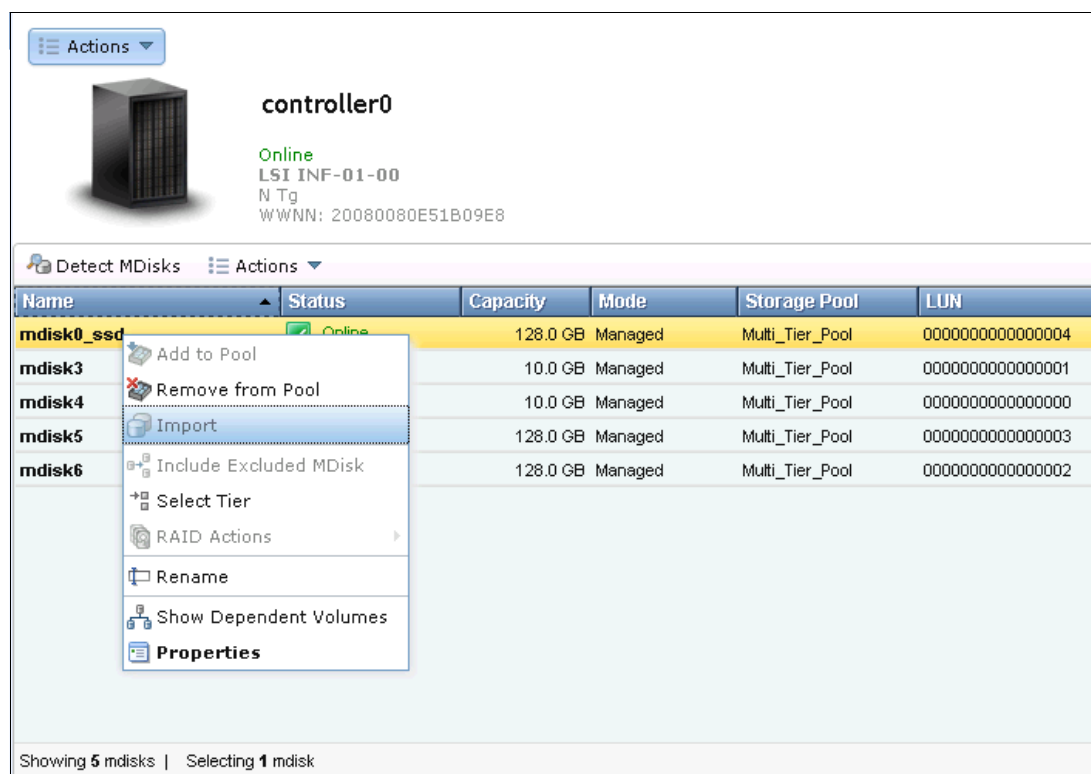 Actions
controller0
Online
LSI INF-01-00
N Tg
WWNN: 20080080E51B09E8
Detect MDisks Actions
Name Status Capacity Mode Storage Pool LUN
mdisk0_ssd Online 128.0 GB Managed Multi_Tier_Pool 0000000000000004
mdisk3 10.0 GB Managed Multi_Tier_Pool 0000000000000001
mdisk4 10.0 GB Managed Multi_Tier_Pool 0000000000000000
mdisk5 128.0 GB Managed Multi_Tier_Pool 0000000000000003
mdisk6 128.0 GB Managed Multi_Tier_Pool 0000000000000002
Add to Pool
Remove from Pool
Import
Include Excluded MDisk
Select Tier
RAID Actions
Rename
Show Dependent Volumes
Properties
Showing 5 mdisks | Selecting 1 mdisk